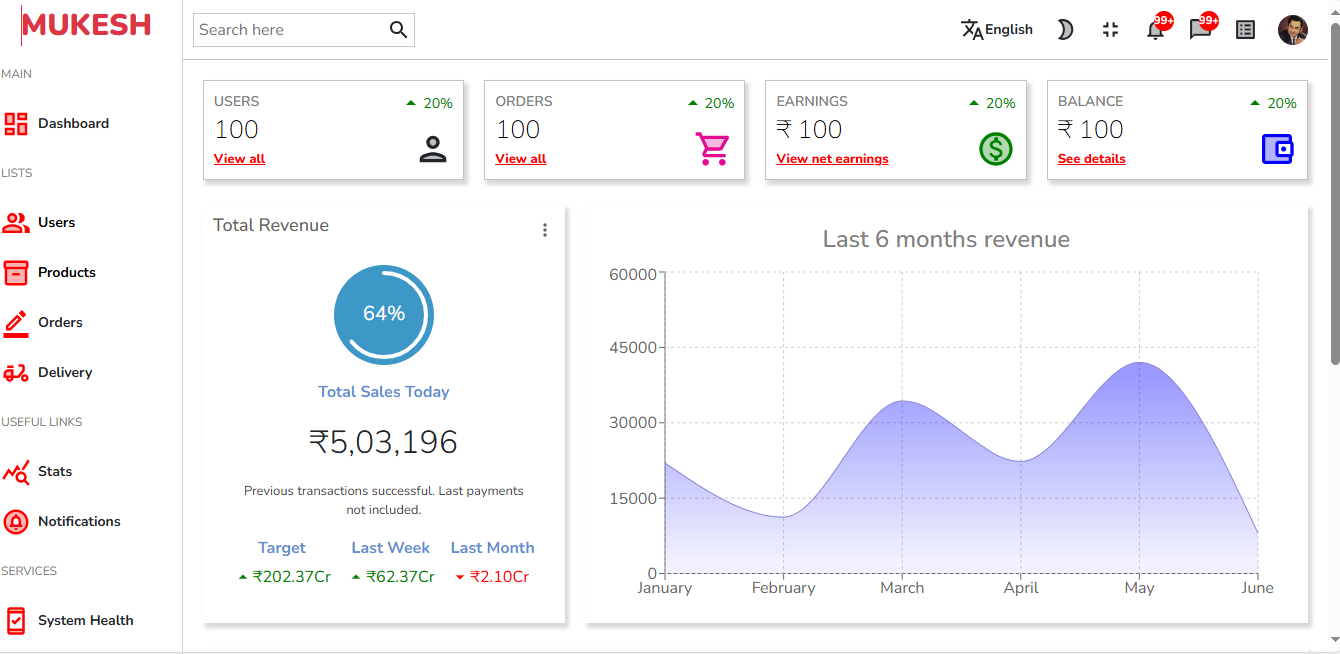 MUKESH
Search here
English
99+
99+
MAIN
Dashboard
LISTS
Users
Products
Orders
Delivery
USEFUL LINKS
Stats
Notifications
SERVICES
System Health
USERS
20%
100
View all
ORDERS
20%
100
View all
EARNINGS
20%
₹ 100
View net earnings
BALANCE
20%
₹ 100
See details
Total Revenue
64%
Total Sales Today
₹5,03,196
Previous transactions successful. Last payments
not included.
Target Last Week Last Month
₹202.37Cr ₹62.37Cr ₹2.10Cr
Last 6 months revenue
60000
45000
30000
15000
0
January February March April May June